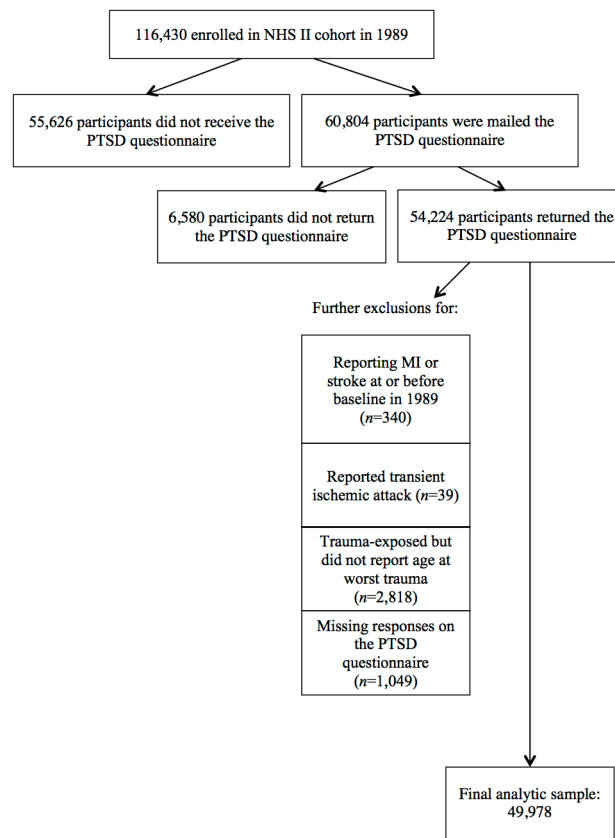 116,430 enrolled in NHS II cohort in 1989
55,626 participants did not receive the
PTSD questionnaire
60,804 participants were mailed the
PTSD questionnaire
6,580 participants did not return
the PTSD questionnaire
54,224 participants returned the
PTSD questionnaire
Further exclusions for:
Reporting MI or
stroke at or before
baseline in 1989
(n=340)
Reported transient
ischemic attack (n=39)
Trauma-exposed but
did not report age at
worst trauma
(n=2,818)
Missing responses on
the PTSD
questionnaire
(n=1,049)
Final analytic sample:
49,978